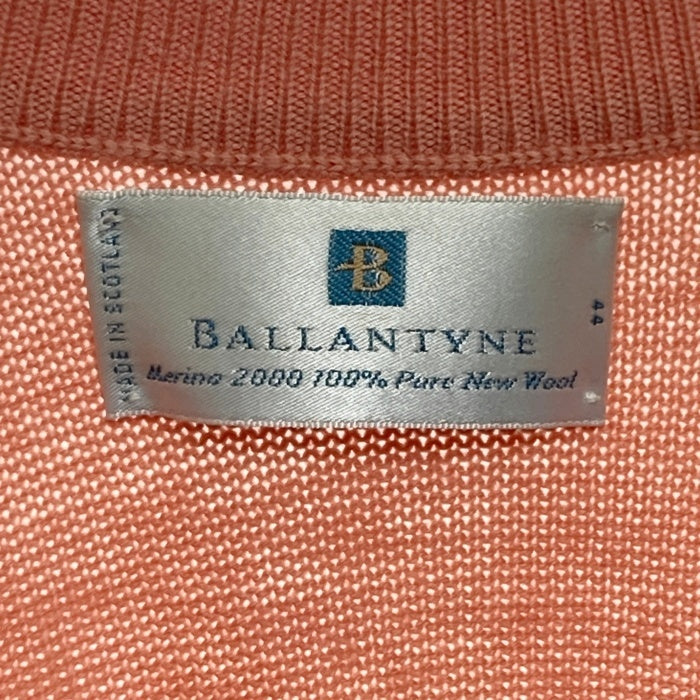 B
BALLANTYNE
Merino 2000 100% Pure New Wool
MADE IN SCOTLAND
44